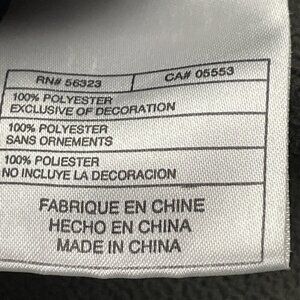 RN# 56323 CA# 05553
100% POLYESTER
EXCLUSIVE OF DECORATION
100% POLYESTER
SANS ORNEMENTS
100% POLIESTER
NO INCLUYE LA DECORACION
FABRIQUE EN CHINE
HECHO EN CHINA
MADE IN CHINA